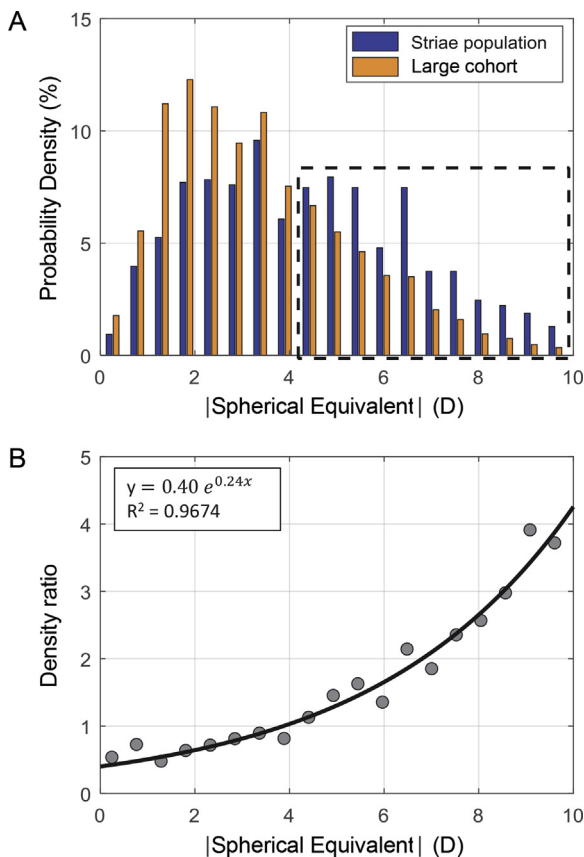 A
15
10
5
0
Probability Density (%)
Striae population
Large cohort
0 2 4 6 8 10
|Spherical Equivalent| (D)
B
5
4
3
2
1
0
Density ratio
y = 0.40 e^{0.24x}
R² = 0.9674
0 2 4 6 8 10
|Spherical Equivalent| (D)